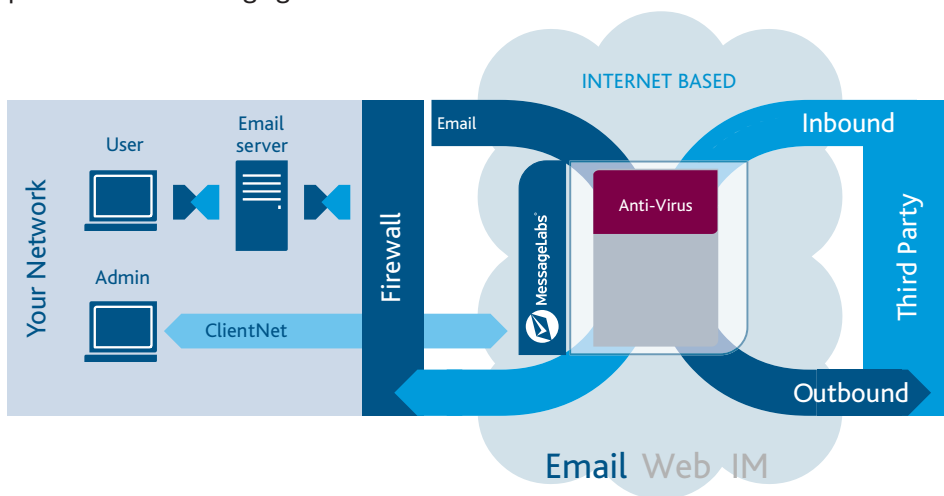 INTERNET BASED
Your Network
User
Email
server
Admin
ClientNet
Firewall
Email
MessageLabs
Anti-Virus
Inbound
Third Party
Outbound
Email Web IM